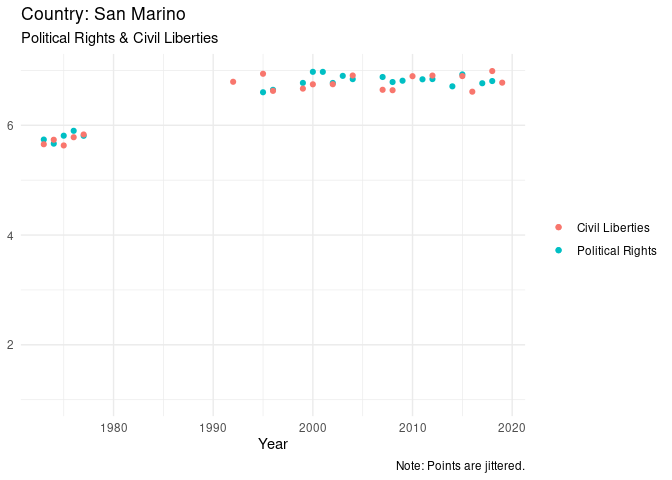 Country: San Marino
Political Rights & Civil Liberties
6
4
2
Civil Liberties
Political Rights
1980 1990 2000 2010 2020
Year
Note: Points are jittered.